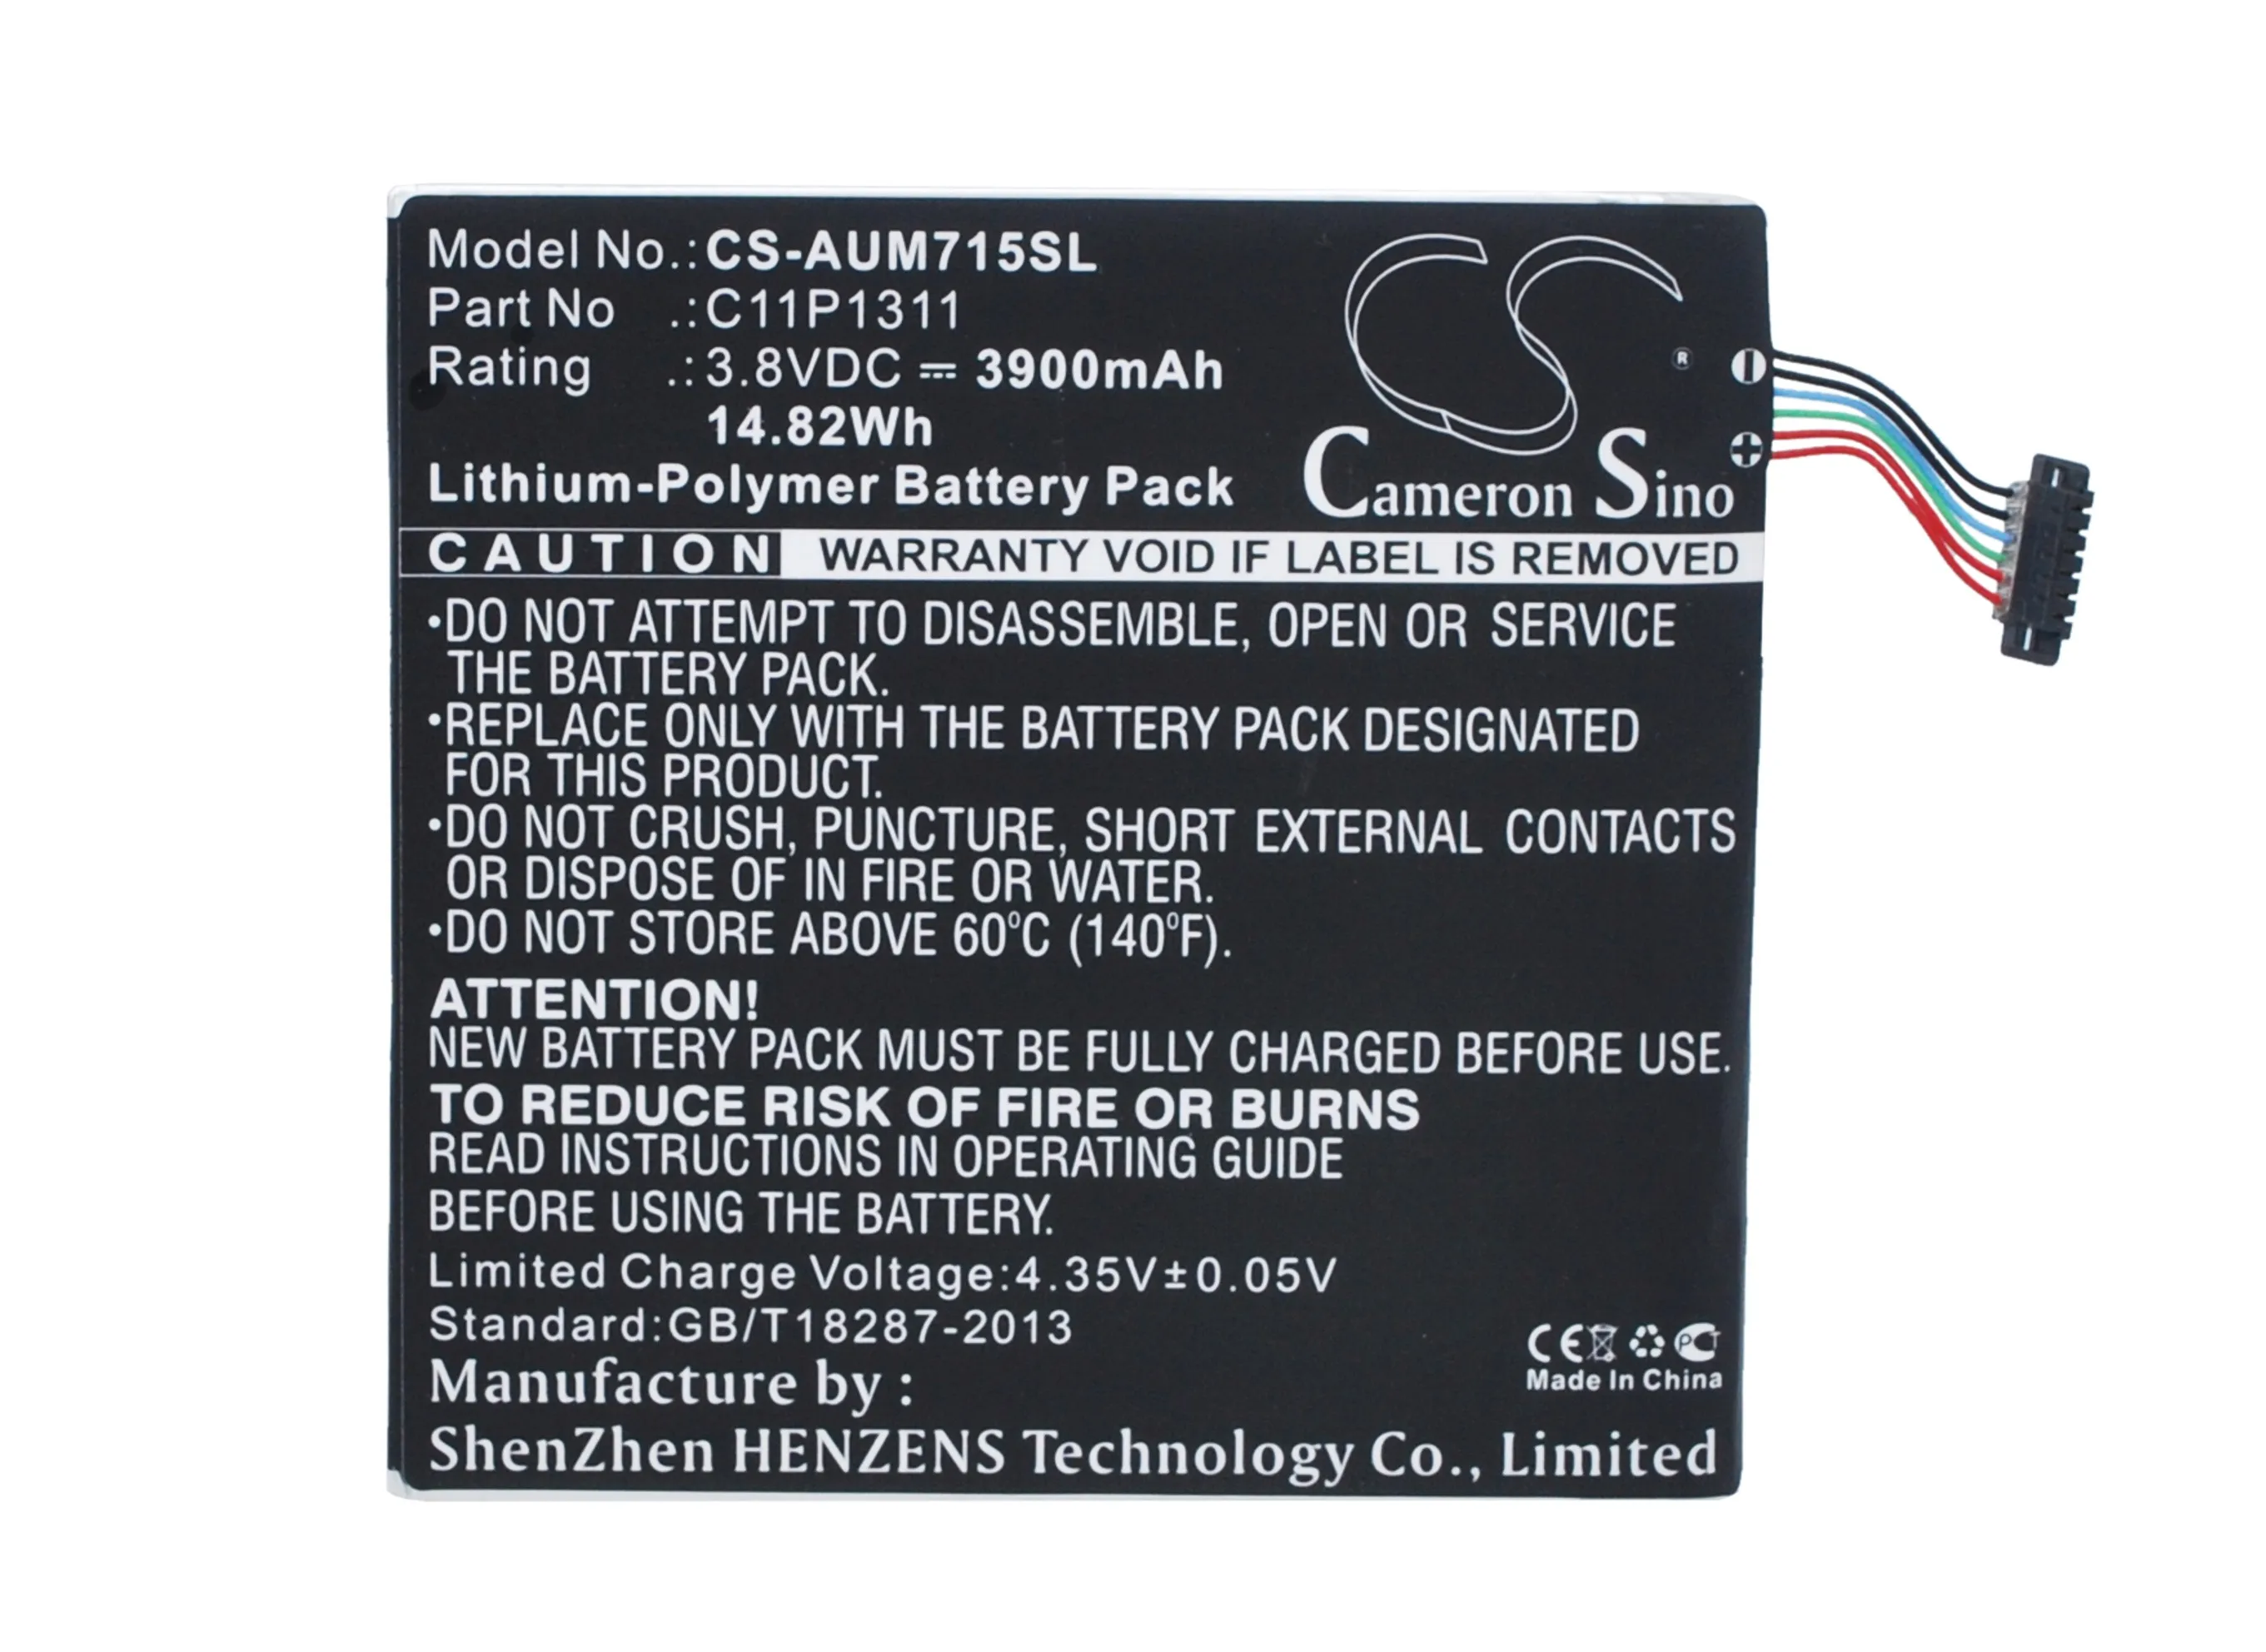 Model No.:CS-AUM715SL
Part No .:C11P1311
Rating .:3.8VDC ⎓ 3900mAh
14.82Wh
Lithium-Polymer Battery Pack
Cameron Sino
®
CAUTION WARRANTY VOID IF LABEL IS REMOVED
•DO NOT ATTEMPT TO DISASSEMBLE, OPEN OR SERVICE
THE BATTERY PACK.
•REPLACE ONLY WITH THE BATTERY PACK DESIGNATED
FOR THIS PRODUCT.
•DO NOT CRUSH, PUNCTURE, SHORT EXTERNAL CONTACTS
OR DISPOSE OF IN FIRE OR WATER.
•DO NOT STORE ABOVE 60°C (140°F).
ATTENTION!
NEW BATTERY PACK MUST BE FULLY CHARGED BEFORE USE.
TO REDUCE RISK OF FIRE OR BURNS
READ INSTRUCTIONS IN OPERATING GUIDE
BEFORE USING THE BATTERY.
Limited Charge Voltage:4.35V±0.05V
Standard:GB/T18287-2013
CE PCT
Made In China
Manufacture by :
ShenZhen HENZENS Technology Co., Limited